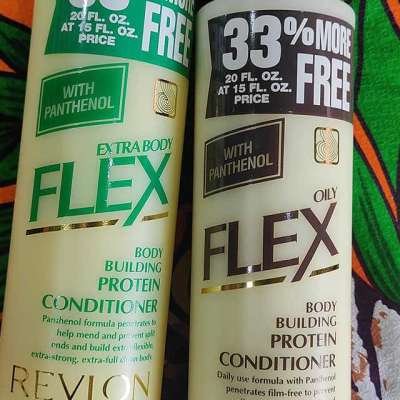 % MORE
20 FL. OZ.
AT 15 FL. OZ.
PRICE
FREE
WITH
PANTHENOL
EXTRA BODY
FLEX
BODY
BUILDING
PROTEIN
CONDITIONER
Panthenol formula penetrates to
help mend and prevent split
ends and build extra-flexible,
extra-strong, extra-full clean body.
REVLON
33% MORE
20 FL. OZ.
AT 15 FL. OZ.
PRICE
FREE
WITH
PANTHENOL
OILY
FLEX
BODY
BUILDING
PROTEIN
CONDITIONER
Daily use formula with Panthenol
penetrates film-free to prevent